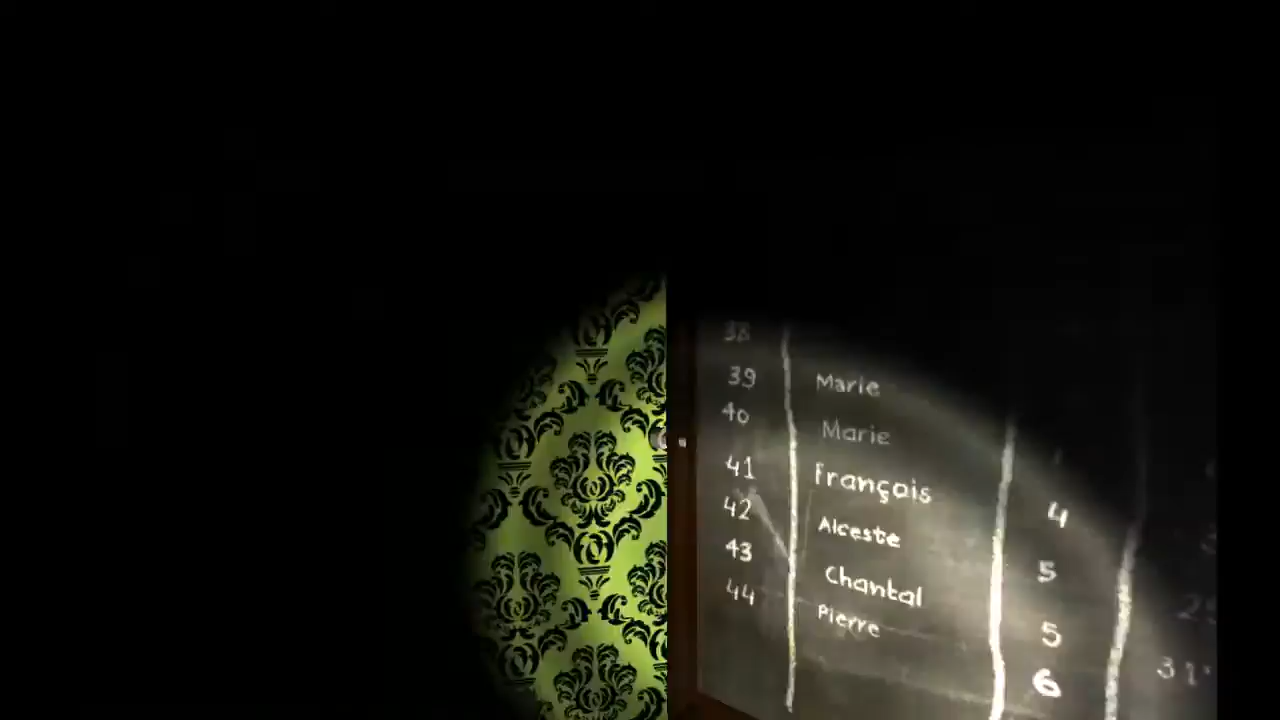 38
39 Marie
40 Marie
41 François 4
42 Alceste 5
43 Chantal 5
44 Pierre 6